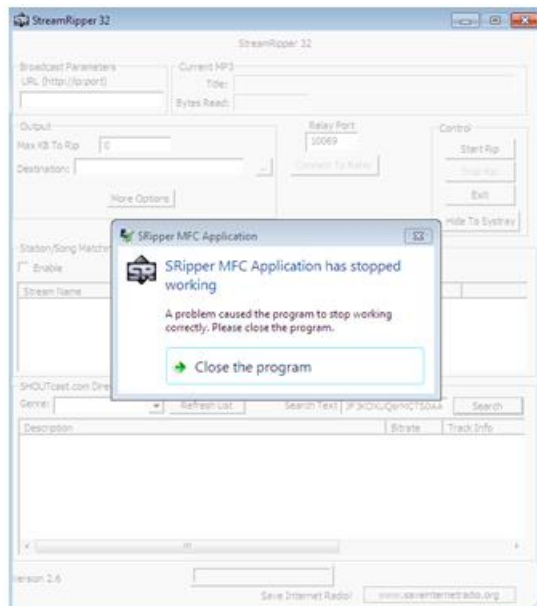 StreamRipper 32
StreamRipper 32
Broadcast Parameters
URL (http://ip:port)
Current MP3
Title:
Bytes Read:
Output
Max KB To Rip 0
Destination:
...
More Options
Relay Port
10069
Connect To Relay
Control
Start Rip
Stop Rip
Exit
Hide To Systray
SRipper MFC Application
SR
SRipper MFC Application has stopped
working
A problem caused the program to stop working
correctly. Please close the program.
Close the program
Station/Song Matchin
Enable
Stream Name
SHOUTcast.com Dire
Genre:
Refresh List
Search Text
Search
Description
Bitrate
Track Info
Version 2.6
Save Internet Radio!
www.saveinternetradio.org